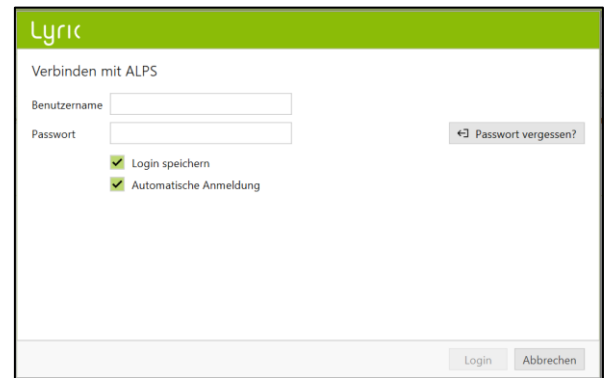 Lyric
Verbinden mit ALPS
Benutzername
Passwort
Passwort vergessen?
Login speichern
Automatische Anmeldung
Login
Abbrechen